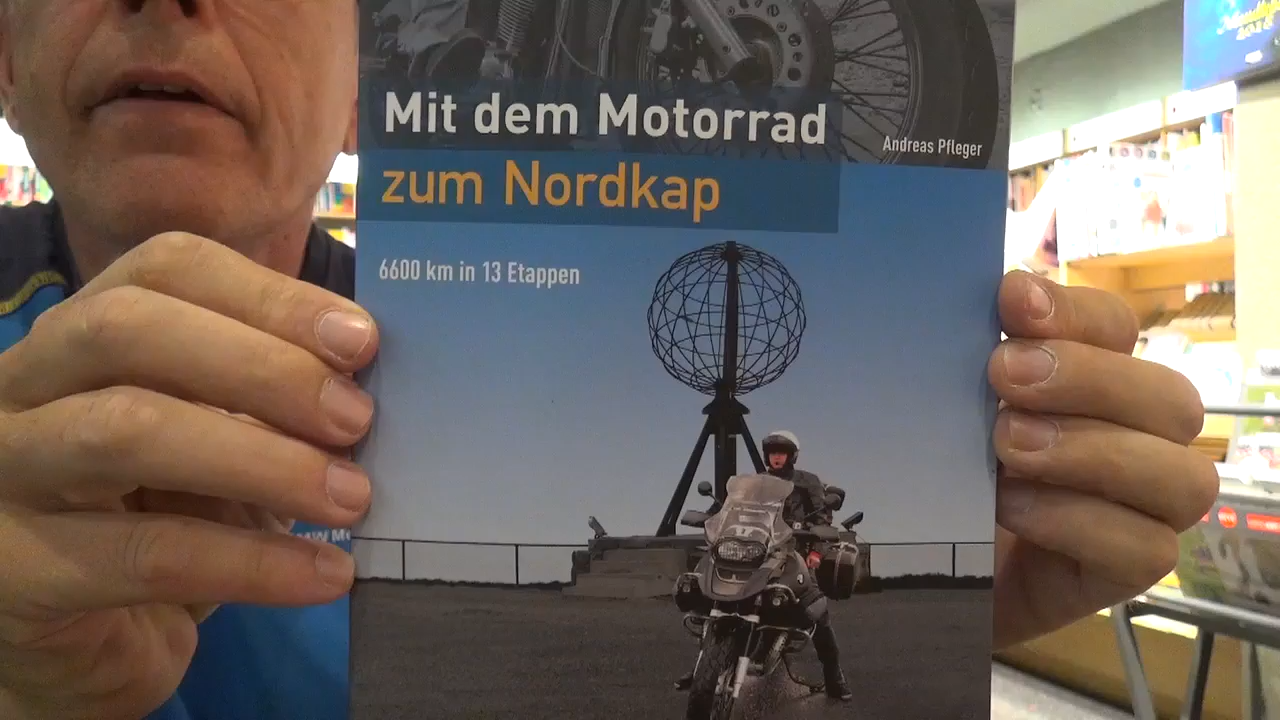 Mit dem Motorrad
Andreas Pfleger
zum Nordkap
6600 km in 13 Etappen